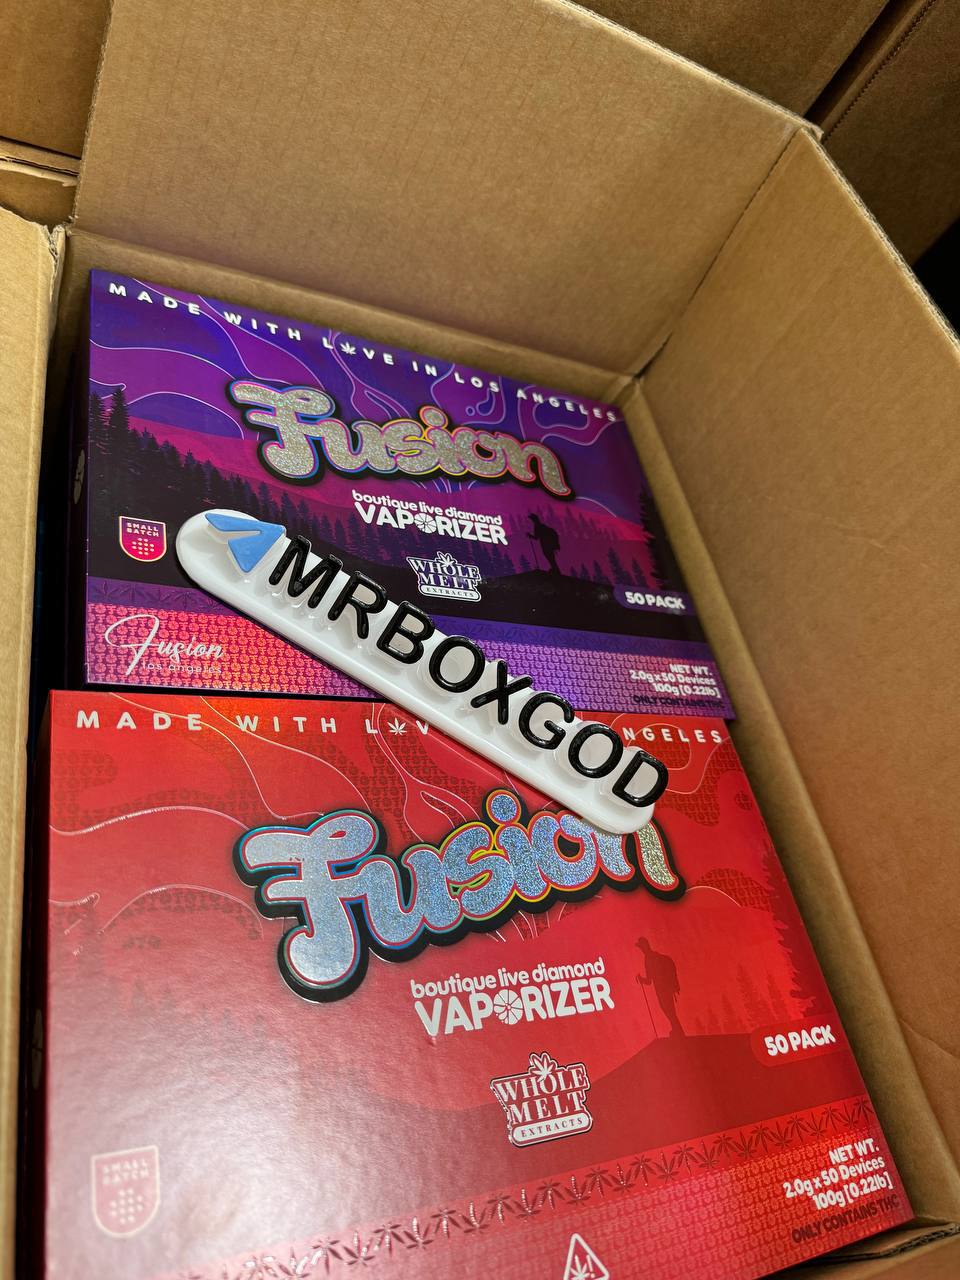 MADE WITH LOVE IN LOS ANGELES
Fusion
boutique live diamond
VAPORIZER
SMALL
BATCH
WHOLE
MELT
EXTRACTS
50 PACK
Fusion
los angeles
NET WT.
2.0g x 50 Devices
100g [0.22lb]
ONLY CONTAINS THC
MRBOXGOD
MADE WITH LOV NGELES
Fusion
boutique live diamond
VAPORIZER
50 PACK
WHOLE
MELT
EXTRACTS
SMALL
BATCH
NET WT.
2.0g x 50 Devices
100g [0.22lb]
ONLY CONTAINS THC